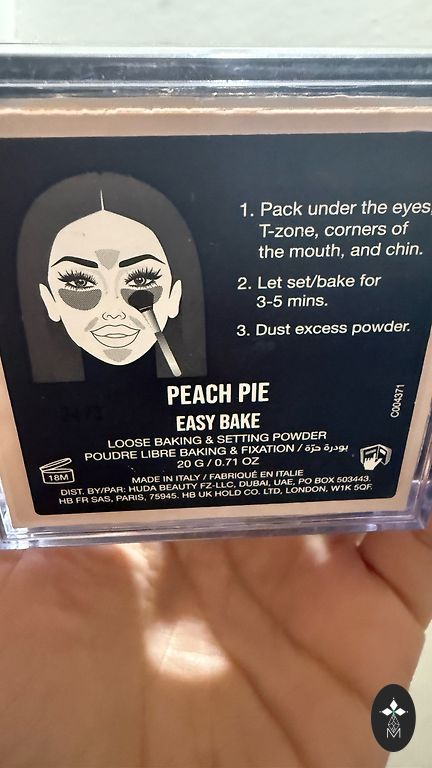 1. Pack under the eyes,
T-zone, corners of
the mouth, and chin.
2. Let set/bake for
3-5 mins.
3. Dust excess powder.
PEACH PIE
EASY BAKE
LOOSE BAKING & SETTING POWDER
POUDRE LIBRE BAKING & FIXATION / بودرة حرّة
20 G / 0.71 OZ
MADE IN ITALY / FABRIQUÉ EN ITALIE
DIST. BY/PAR: HUDA BEAUTY FZ-LLC, DUBAI, UAE, PO BOX 503443.
HB FR SAS, PARIS, 75945. HB UK HOLD CO. LTD, LONDON, W1K 5QF.
18M
C004371
M